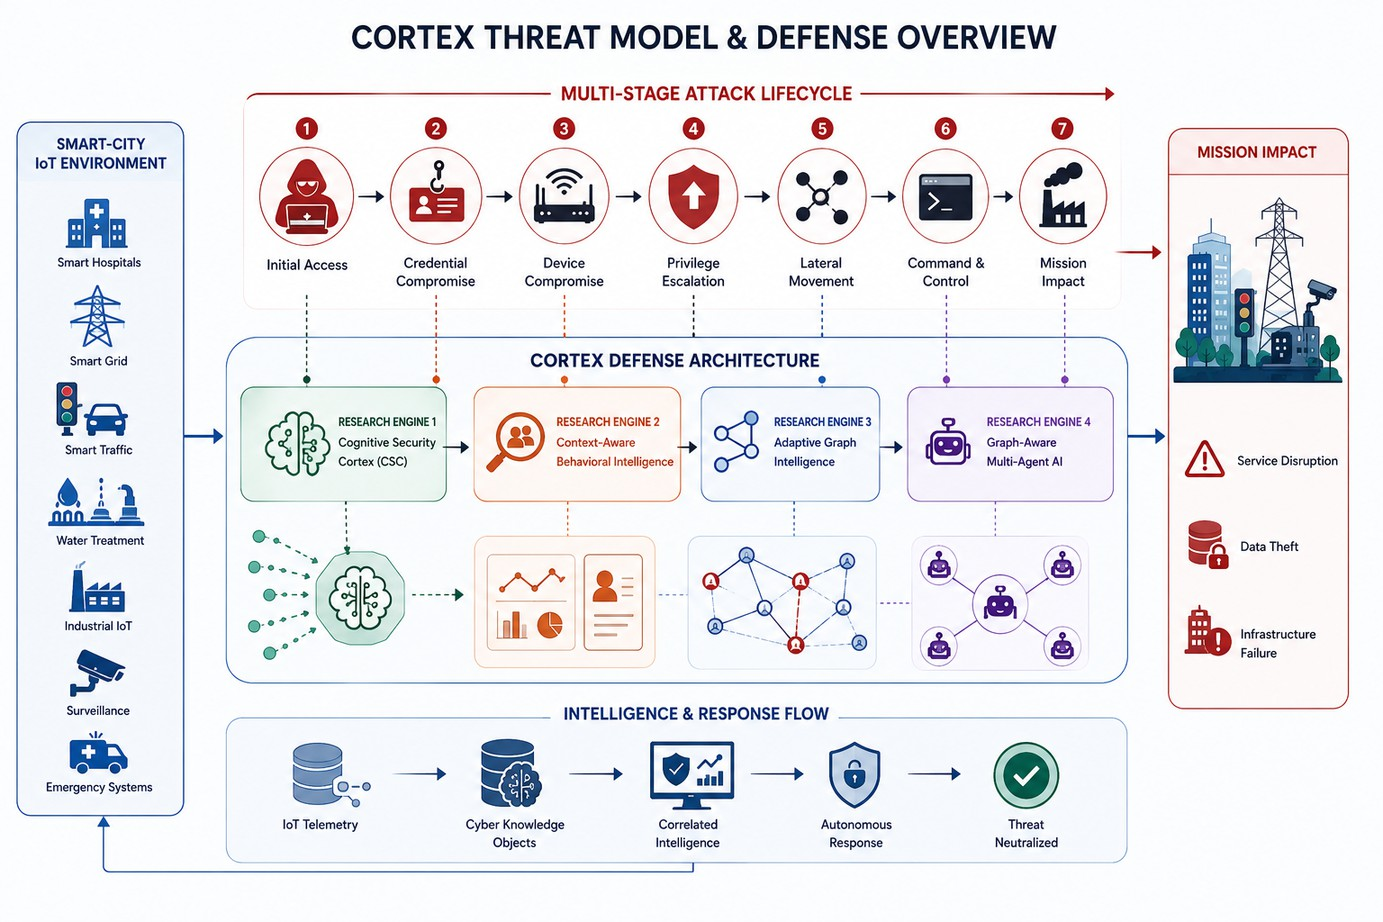 CORTEX THREAT MODEL & DEFENSE OVERVIEW
MULTI-STAGE ATTACK LIFECYCLE
1
2
3
4
5
6
7
Initial Access
Credential
Compromise
Device
Compromise
Privilege
Escalation
Lateral
Movement
Command &
Control
Mission
Impact
SMART-CITY
IoT ENVIRONMENT
Smart Hospitals
Smart Grid
Smart Traffic
Water Treatment
Industrial IoT
Surveillance
Emergency Systems
CORTEX DEFENSE ARCHITECTURE
RESEARCH ENGINE 1
Cognitive Security
Cortex (CSC)
RESEARCH ENGINE 2
Context-Aware
Behavioral Intelligence
RESEARCH ENGINE 3
Adaptive Graph
Intelligence
RESEARCH ENGINE 4
Graph-Aware
Multi-Agent AI
MISSION IMPACT
Service Disruption
Data Theft
Infrastructure
Failure
INTELLIGENCE & RESPONSE FLOW
IoT Telemetry
Cyber Knowledge
Objects
Correlated
Intelligence
Autonomous
Response
Threat
Neutralized